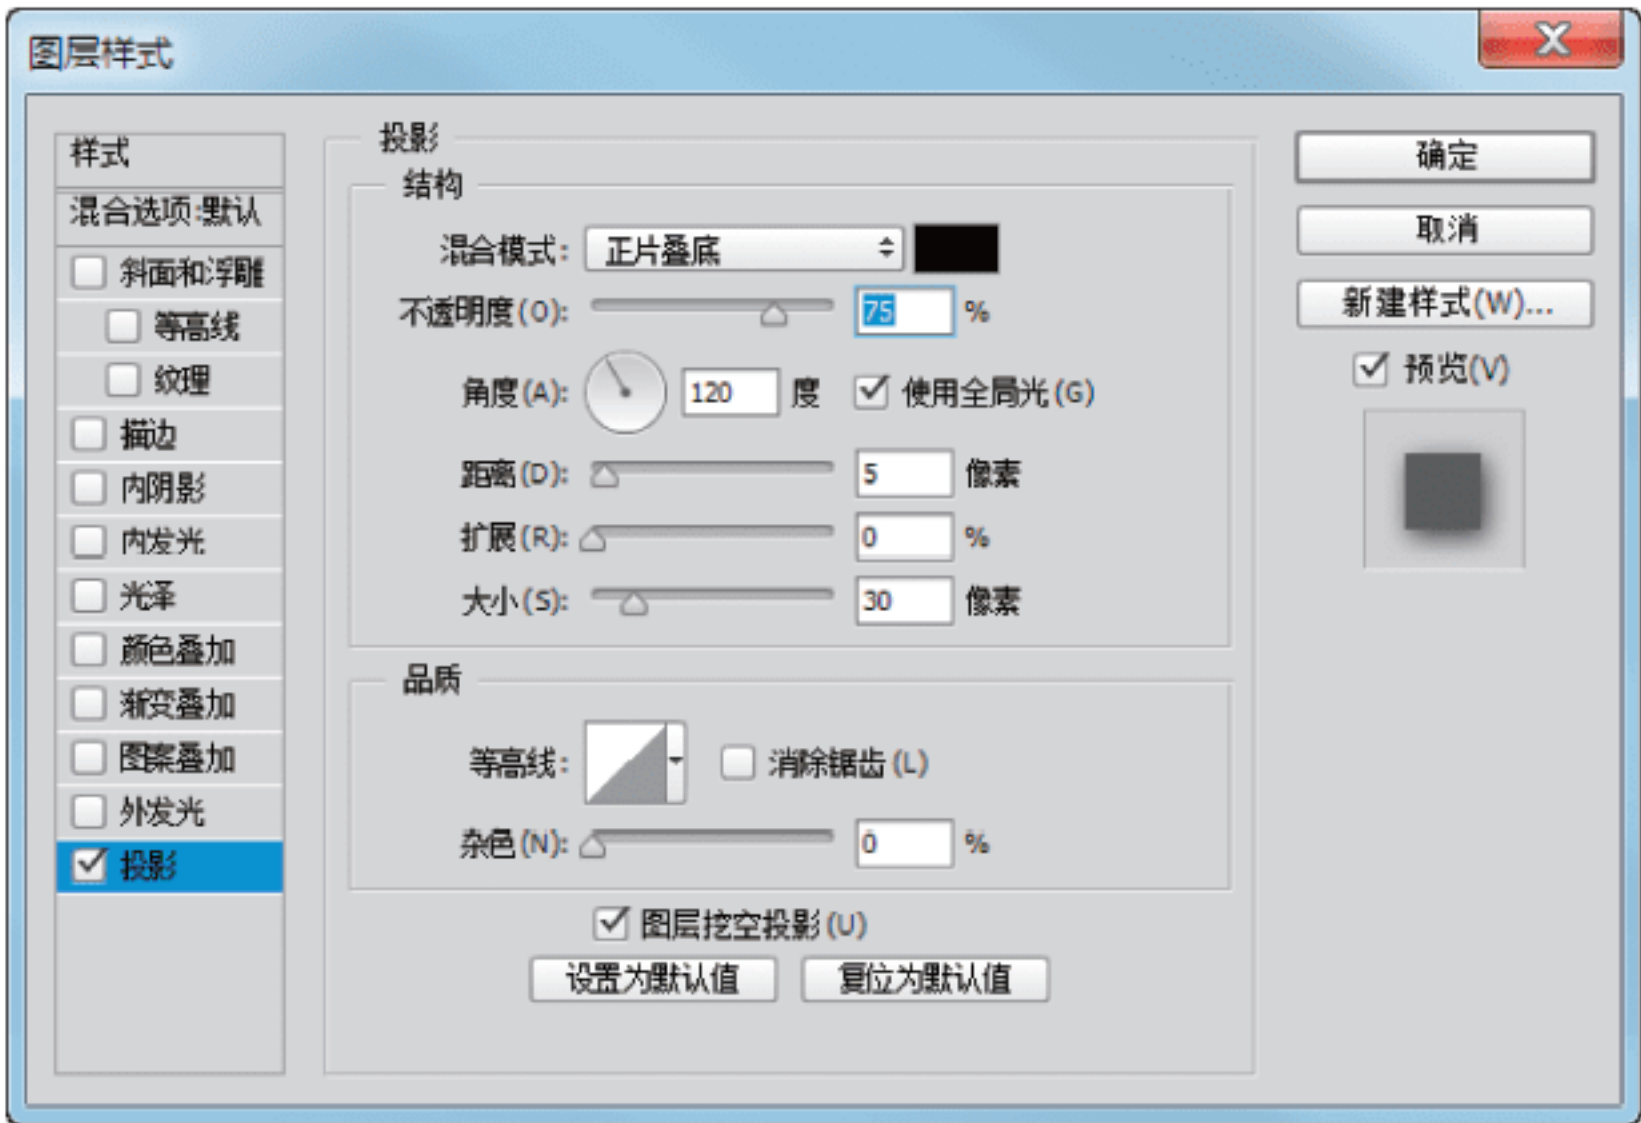 图层样式
样式
混合选项:默认
斜面和浮雕
等高线
纹理
描边
内阴影
内发光
光泽
颜色叠加
渐变叠加
图案叠加
外发光
投影
投影
结构
混合模式: 正片叠底
不透明度(O): 75 %
角度(A): 120 度 使用全局光(G)
距离(D): 5 像素
扩展(R): 0 %
大小(S): 30 像素
品质
等高线: 消除锯齿(L)
杂色(N): 0 %
图层挖空投影(U)
设置为默认值 复位为默认值
确定
取消
新建样式(W)...
预览(V)